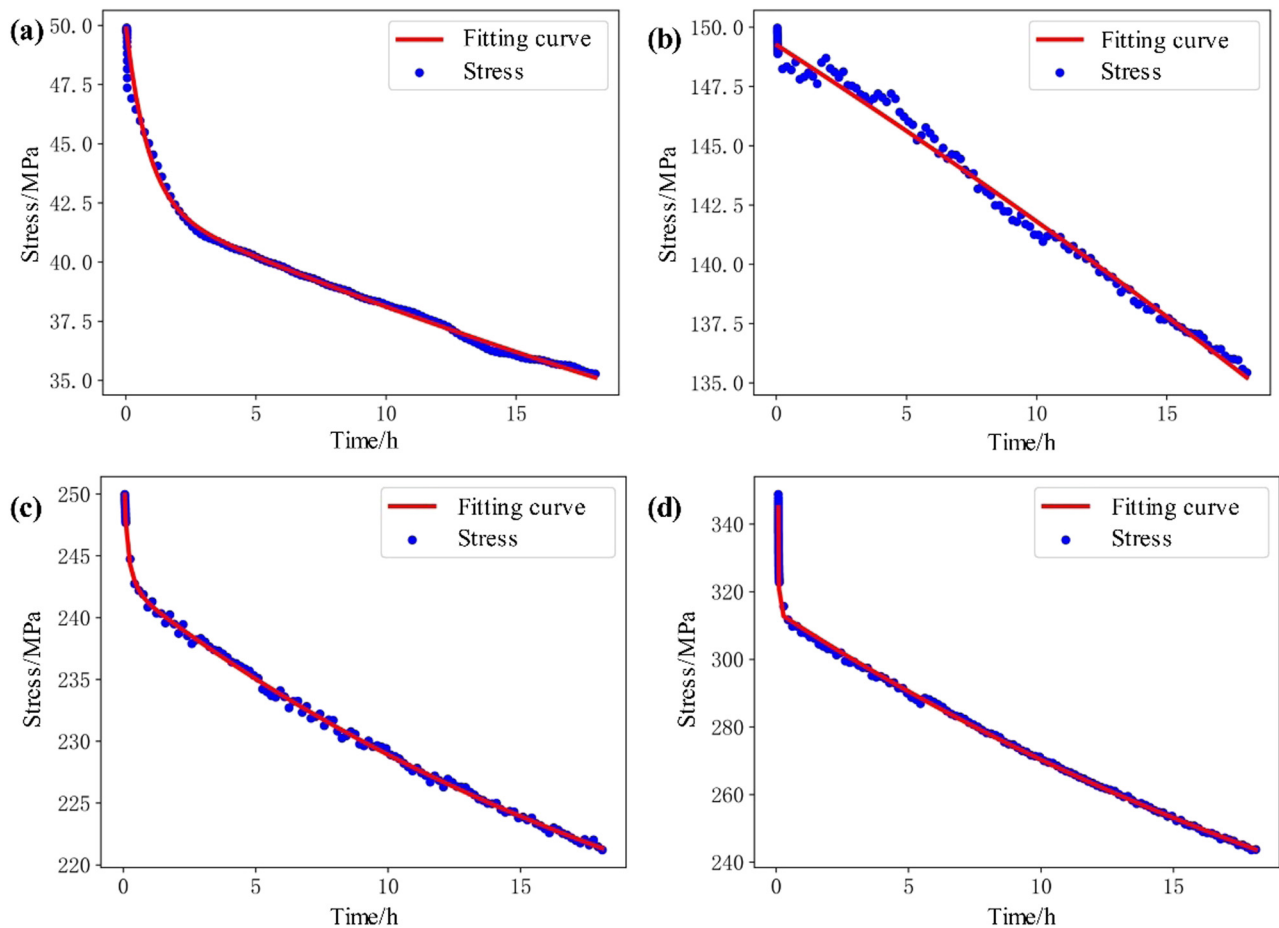 (a)
50. 0
47. 5
45. 0
42. 5
40. 0
37. 5
35. 0
Stress/MPa
Fitting curve
Stress
0 5 10 15
Time/h
(b)
150. 0
147. 5
145. 0
142. 5
140. 0
137. 5
135. 0
Stress/MPa
Fitting curve
Stress
0 5 10 15
Time/h
(c)
250
245
240
235
230
225
220
Stress/MPa
Fitting curve
Stress
0 5 10 15
Time/h
(d)
340
320
300
280
260
240
Stress/MPa
Fitting curve
Stress
0 5 10 15
Time/h